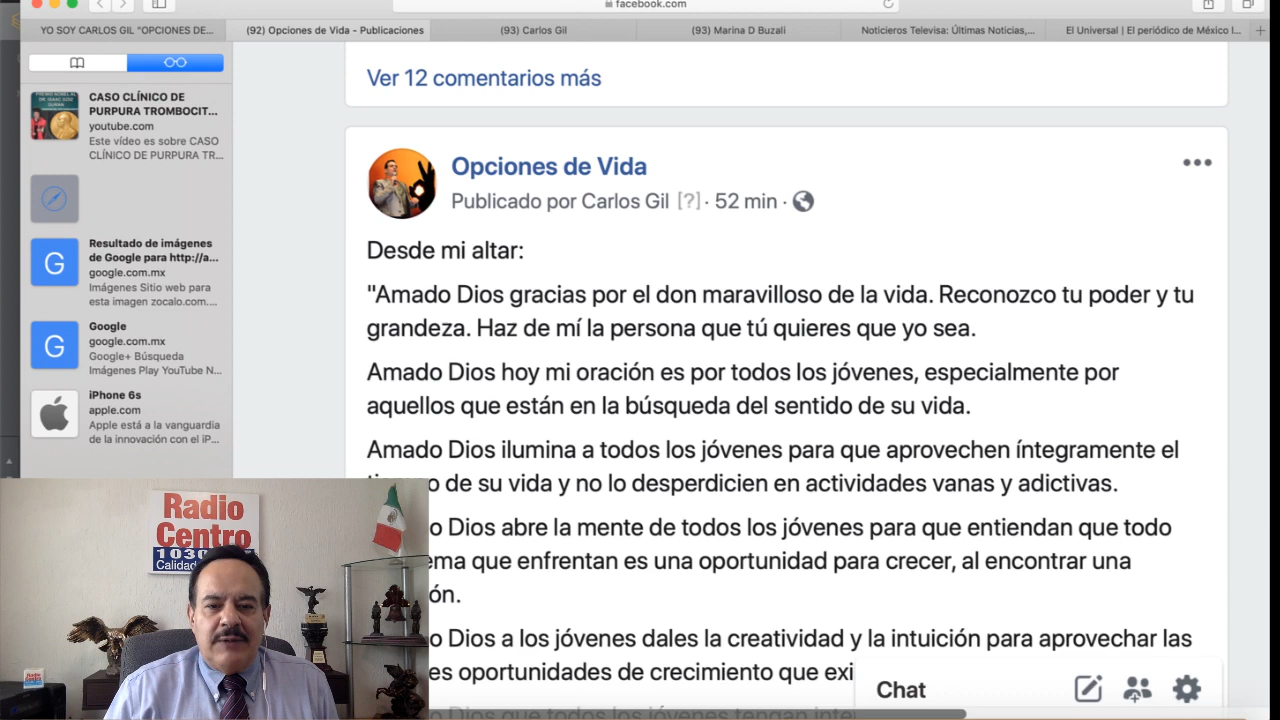 facebook.com
YO SOY CARLOS GIL "OPCIONES DE...
(92) Opciones de Vida - Publicaciones
(93) Carlos Gil
(93) Marina D Buzali
Noticieros Televisa: Últimas Noticias,...
El Universal | El periódico de México l...
CASO CLÍNICO DE
PURPURA TROMBOCIT...
youtube.com
Este vídeo es sobre CASO
CLÍNICO DE PURPURA TR...
Resultado de imágenes
de Google para http://a...
google.com.mx
Imágenes Sitio web para
esta imagen zocalo.com....
Google
google.com.mx
Google+ Búsqueda
Imágenes Play YouTube N...
iPhone 6s
apple.com
Apple está a la vanguardia
de la innovación con el iP...
Ver 12 comentarios más
Opciones de Vida
Publicado por Carlos Gil [?] · 52 min ·
Desde mi altar:
"Amado Dios gracias por el don maravilloso de la vida. Reconozco tu poder y tu
grandeza. Haz de mí la persona que tú quieres que yo sea.
Amado Dios hoy mi oración es por todos los jóvenes, especialmente por
aquellos que están en la búsqueda del sentido de su vida.
Amado Dios ilumina a todos los jóvenes para que aprovechen íntegramente el
de su vida y no lo desperdicien en actividades vanas y adictivas.
Dios abre la mente de todos los jóvenes para que entiendan que todo
ema que enfrentan es una oportunidad para crecer, al encontrar una
ón.
Dios a los jóvenes dales la creatividad y la intuición para aprovechar las
es oportunidades de crecimiento que exi
Dios que todos los jóvenes tengan inte
Chat
Radio
Centro
1030
Calidad